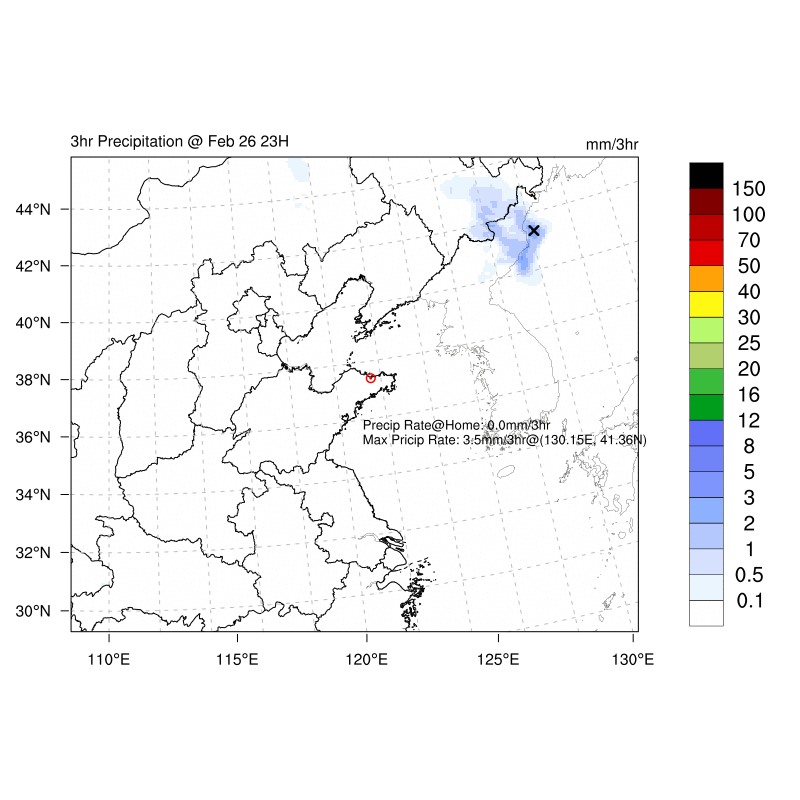 3hr Precipitation @ Feb 26 23H
mm/3hr
44°N
42°N
40°N
38°N
36°N
34°N
32°N
30°N
110°E
115°E
120°E
125°E
130°E
Precip Rate@Home: 0.0mm/3hr
Max Pricip Rate: 3.5mm/3hr@(130.15E, 41.36N)
150
100
70
50
40
30
25
20
16
12
8
5
3
2
1
0.5
0.1